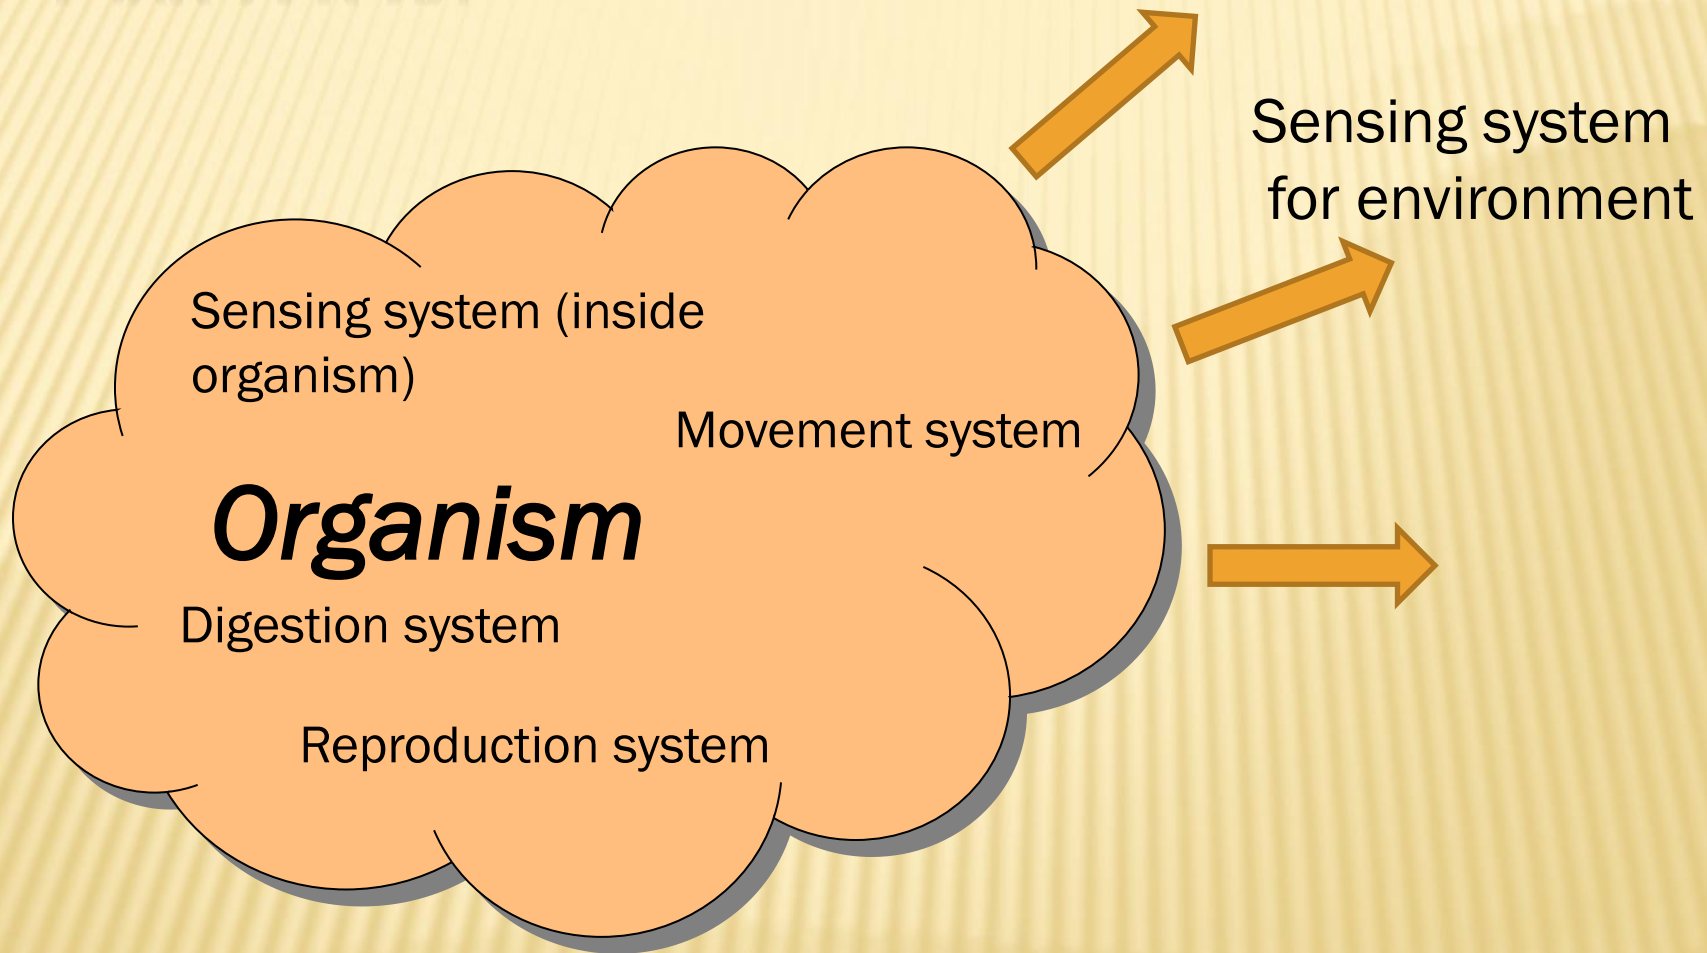 Sensing system
for environment
Sensing system (inside
organism)
Movement system
Organism
Digestion system
Reproduction system